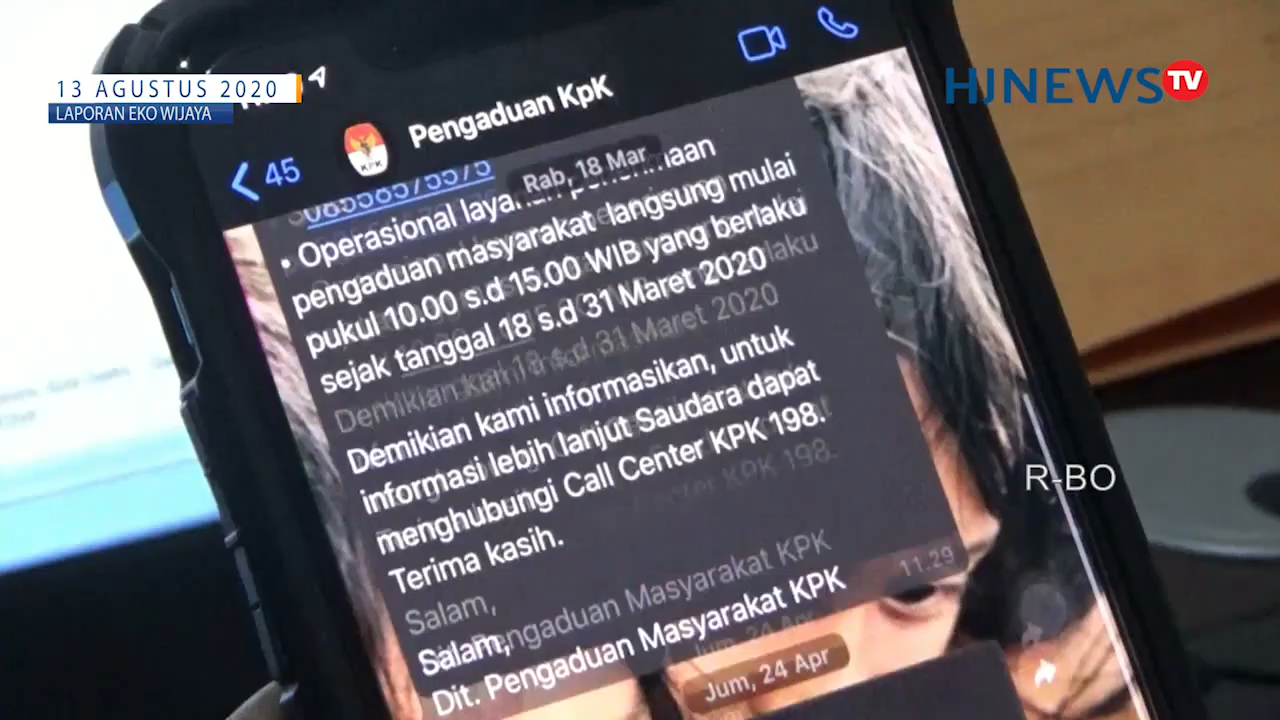 13 AGUSTUS 2020
LAPORAN EKO WIJAYA
HJNEWS TV
Pengaduan KpK
45
KPK
Rab, 18 Mar
08558575575
• Operasional layanan penerimaan
pengaduan masyarakat langsung mulai
pukul 10.00 s.d 15.00 WIB yang berlaku
sejak tanggal 18 s.d 31 Maret 2020
Demikian kami informasikan, untuk
informasi lebih lanjut Saudara dapat
menghubungi Call Center KPK 198.
Terima kasih.
Salam,
Dit. Pengaduan Masyarakat KPK
11.29
Jum, 24 Apr
R-BO